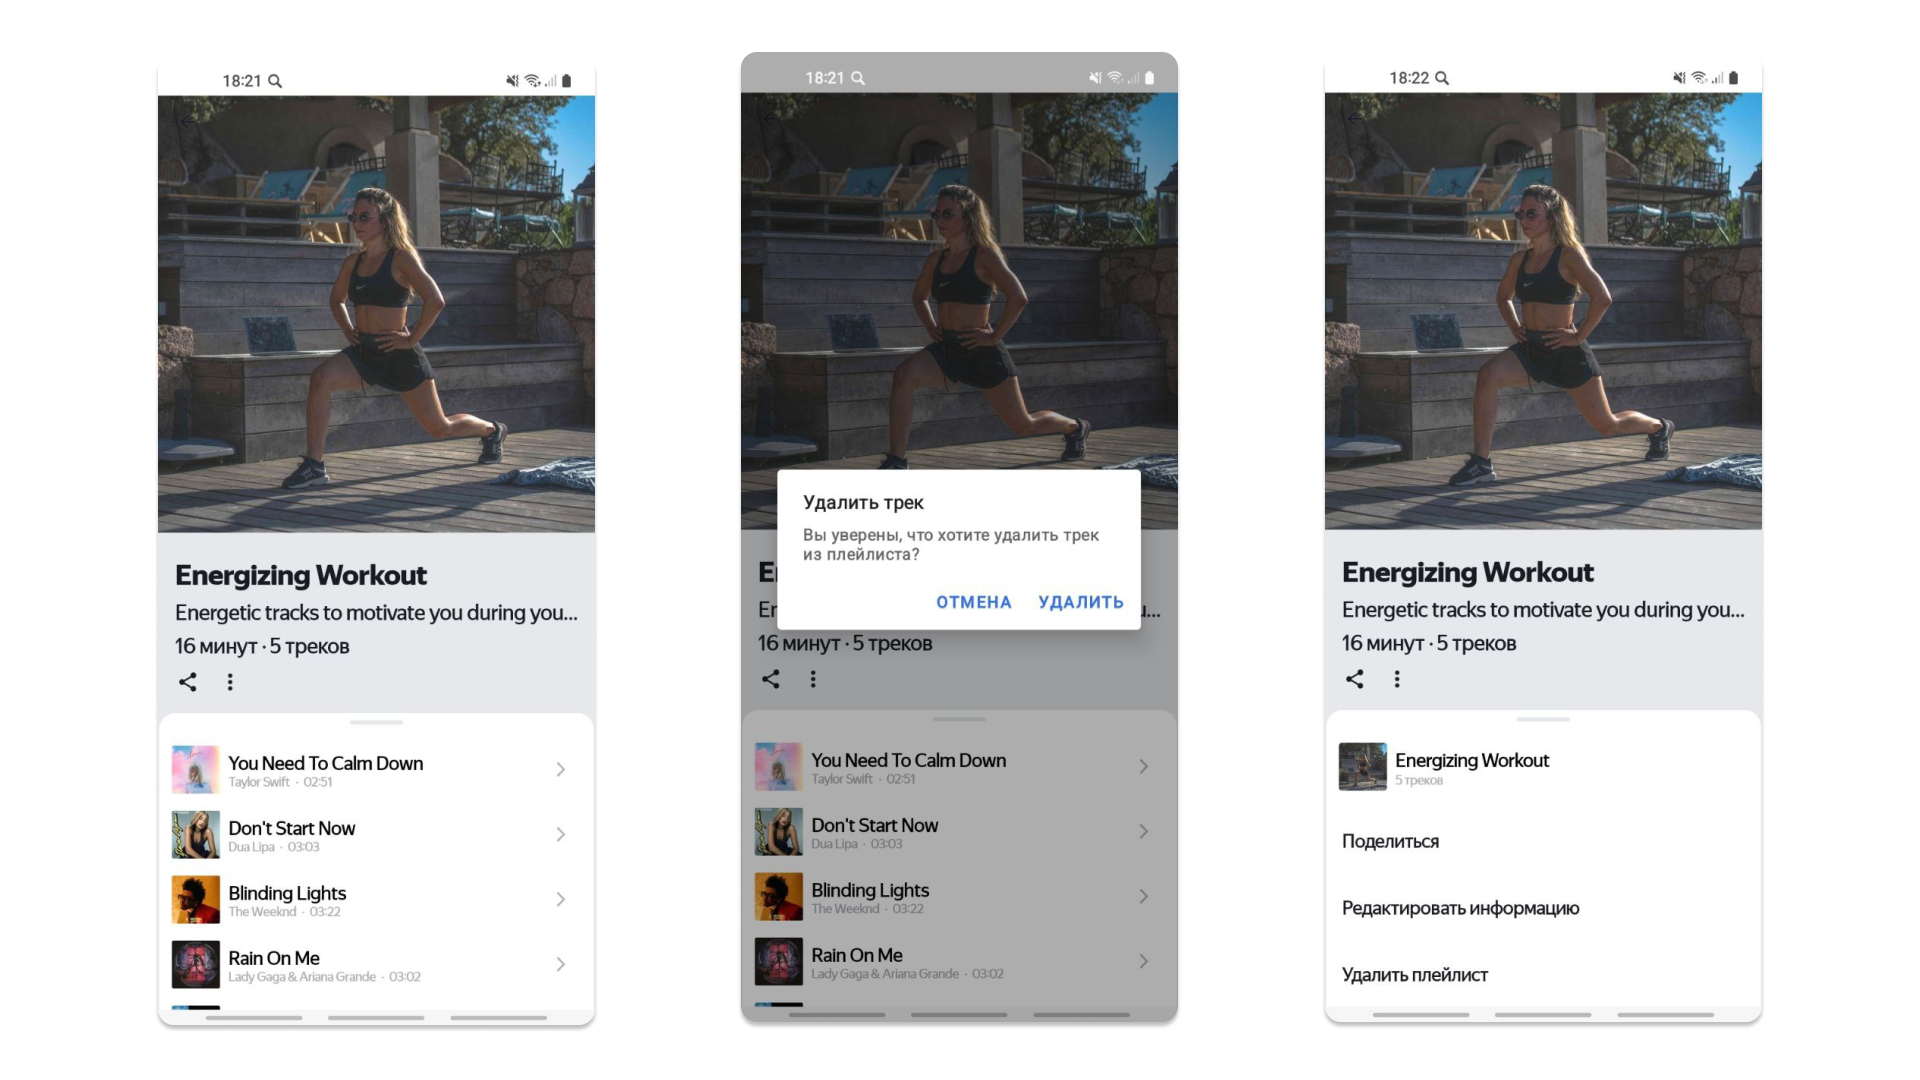 18:21
Energizing Workout
Energetic tracks to motivate you during you...
16 минут · 5 треков
You Need To Calm Down
Taylor Swift · 02:51
Don't Start Now
Dua Lipa · 03:03
Blinding Lights
The Weeknd · 03:22
Rain On Me
Lady Gaga & Ariana Grande · 03:02
18:21
Удалить трек
Вы уверены, что хотите удалить трек
из плейлиста?
ОТМЕНА УДАЛИТЬ
16 минут · 5 треков
You Need To Calm Down
Taylor Swift · 02:51
Don't Start Now
Dua Lipa · 03:03
Blinding Lights
The Weeknd · 03:22
Rain On Me
Lady Gaga & Ariana Grande · 03:02
18:22
Energizing Workout
Energetic tracks to motivate you during you...
16 минут · 5 треков
Energizing Workout
5 треков
Поделиться
Редактировать информацию
Удалить плейлист